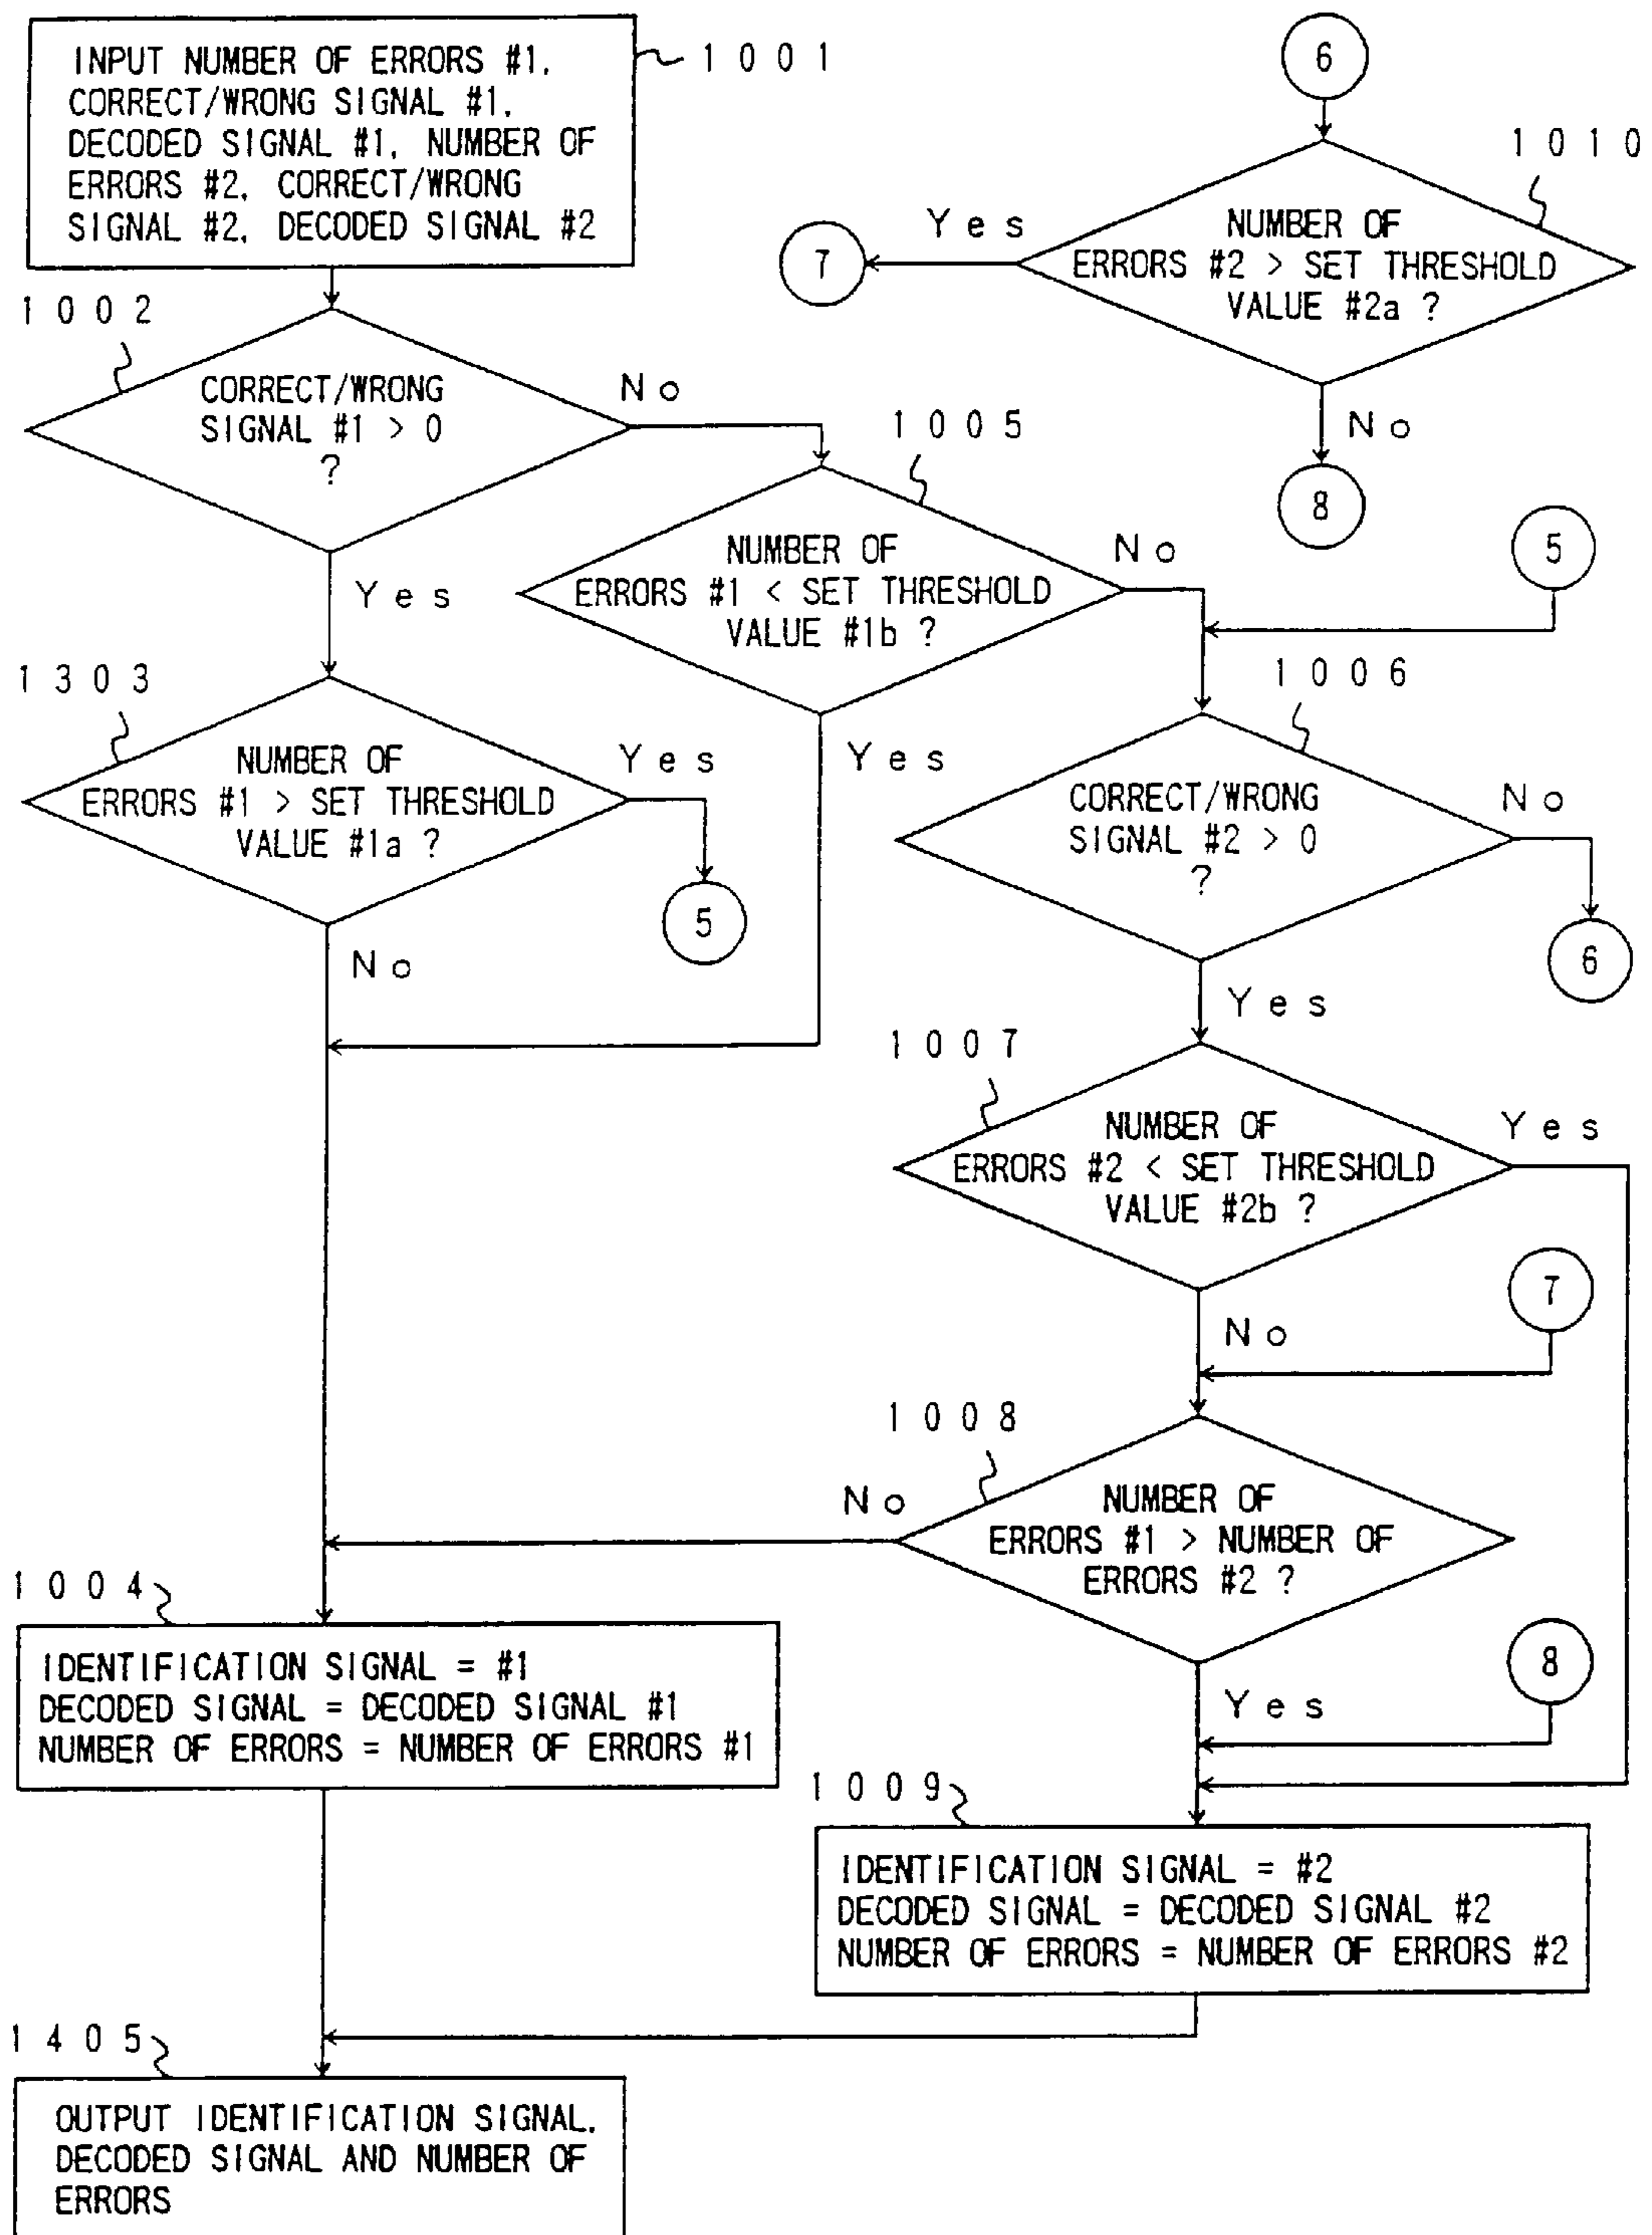 INPUT NUMBER OF ERRORS #1,
CORRECT/WRONG SIGNAL #1,
DECODED SIGNAL #1, NUMBER OF
ERRORS #2, CORRECT/WRONG
SIGNAL #2, DECODED SIGNAL #2
1001
6
1010
NUMBER OF
ERRORS #2 > SET THRESHOLD
VALUE #2a ?
Yes
7
No
8
1002
CORRECT/WRONG
SIGNAL #1 > 0
?
No
Yes
1005
NUMBER OF
ERRORS #1 < SET THRESHOLD
VALUE #1b ?
No
Yes
5
1303
NUMBER OF
ERRORS #1 > SET THRESHOLD
VALUE #1a ?
Yes
5
No
1006
CORRECT/WRONG
SIGNAL #2 > 0
?
No
6
Yes
1007
NUMBER OF
ERRORS #2 < SET THRESHOLD
VALUE #2b ?
Yes
No
7
1008
NUMBER OF
ERRORS #1 > NUMBER OF
ERRORS #2 ?
No
Yes
8
1004
IDENTIFICATION SIGNAL = #1
DECODED SIGNAL = DECODED SIGNAL #1
NUMBER OF ERRORS = NUMBER OF ERRORS #1
1009
IDENTIFICATION SIGNAL = #2
DECODED SIGNAL = DECODED SIGNAL #2
NUMBER OF ERRORS = NUMBER OF ERRORS #2
1405
OUTPUT IDENTIFICATION SIGNAL,
DECODED SIGNAL AND NUMBER OF
ERRORS